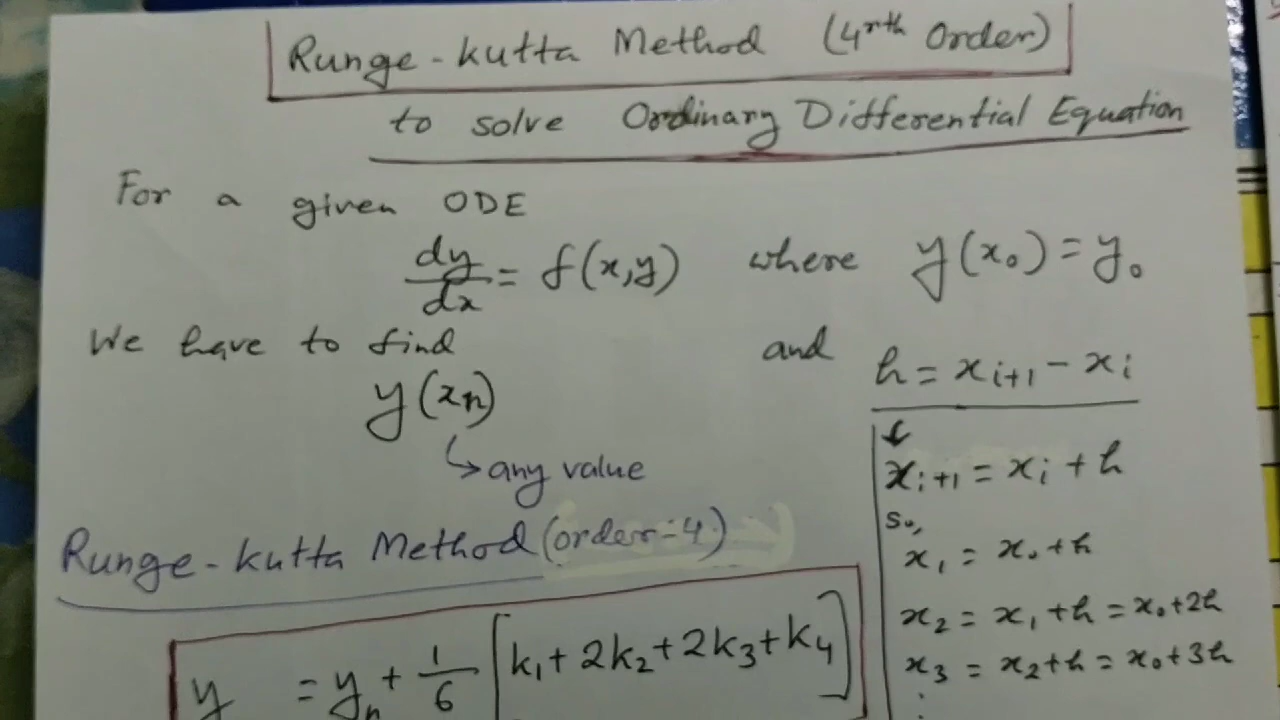 Runge-Kutta Method (4rth Order)
to solve Ordinary Differential Equation
For a given ODE
dy/dx = f(x,y) where y(x₀) = y₀
We have to find
y(xₙ)
↳ any value
and h = xᵢ₊₁ - xᵢ
↓
xᵢ₊₁ = xᵢ + h
So,
x₁ = x₀ + h
x₂ = x₁ + h = x₀ + 2h
x₃ = x₂ + h = x₀ + 3h
Runge-Kutta Method (order-4)
y = yₙ + 1/6 [k₁ + 2k₂ + 2k₃ + k₄]